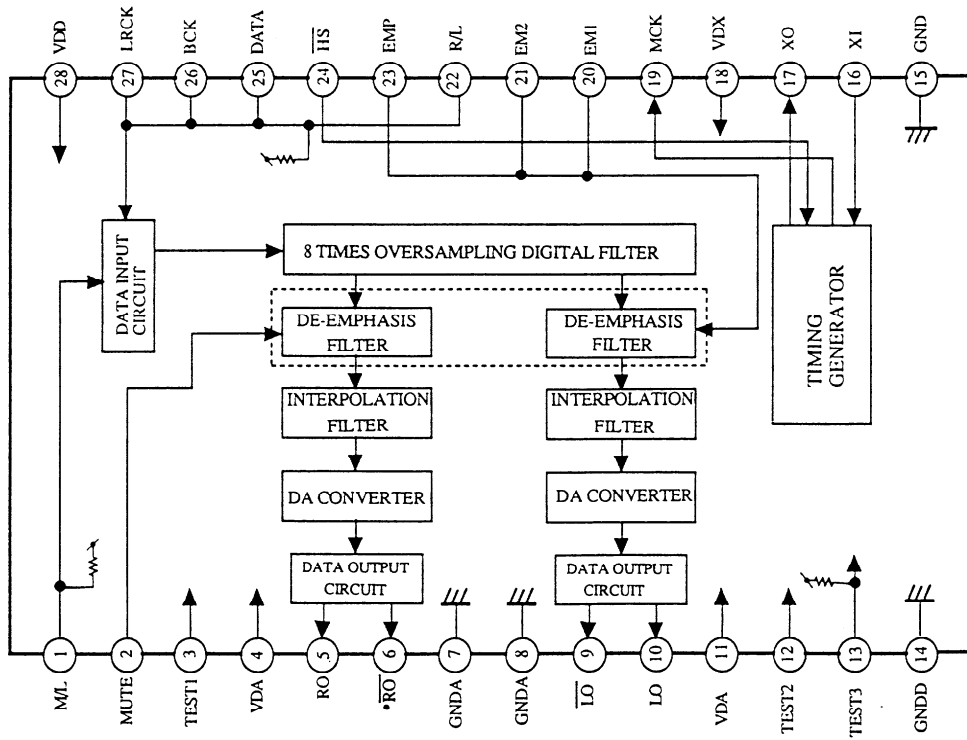 VDD
LRCK
BCK
DATA
H̅S̅
EMP
R/L
EM2
EM1
MCK
VDX
XO
XI
GND
28
27
26
25
24
23
22
21
20
19
18
17
16
15
DATA INPUT
CIRCUIT
8 TIMES OVERSAMPLING DIGITAL FILTER
DE-EMPHASIS
FILTER
DE-EMPHASIS
FILTER
TIMING
GENERATOR
INTERPOLATION
FILTER
INTERPOLATION
FILTER
DA CONVERTER
DA CONVERTER
DATA OUTPUT
CIRCUIT
DATA OUTPUT
CIRCUIT
1
2
3
4
5
6
7
8
9
10
11
12
13
14
M/L
MUTE
TEST1
VDA
RO
R̅O̅
GNDA
GNDA
L̅O̅
LO
VDA
TEST2
TEST3
GNDD